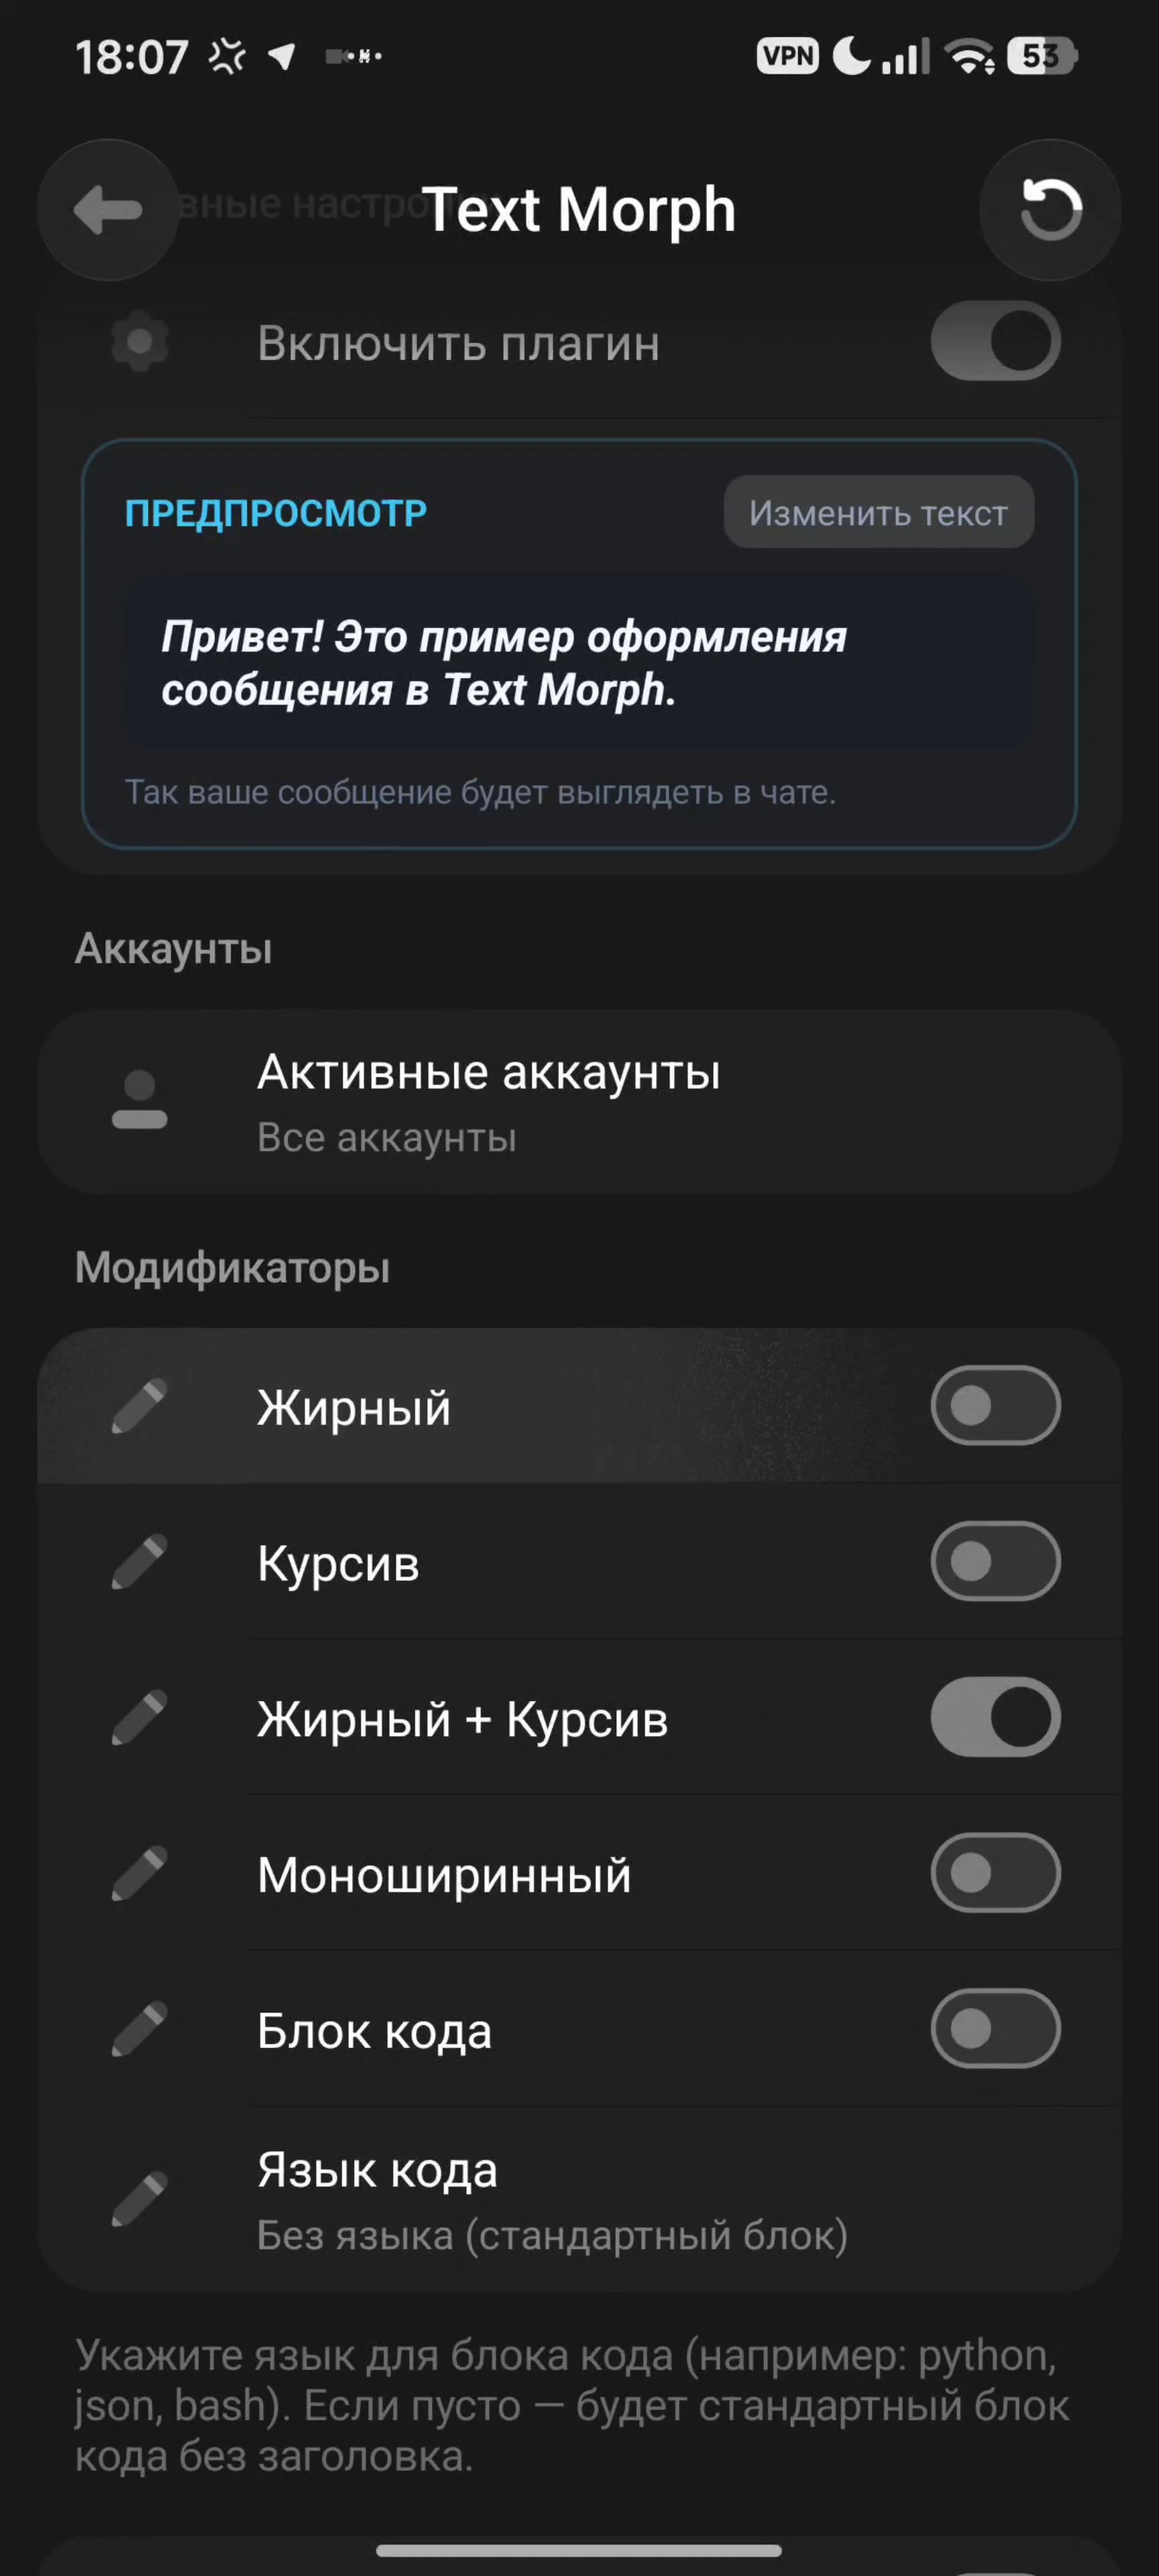 18:07
VPN
53
Text Morph
Включить плагин
ПРЕДПРОСМОТР
Изменить текст
Привет! Это пример оформления
сообщения в Text Morph.
Так ваше сообщение будет выглядеть в чате.
Аккаунты
Активные аккаунты
Все аккаунты
Модификаторы
Жирный
Курсив
Жирный + Курсив
Моноширинный
Блок кода
Язык кода
Без языка (стандартный блок)
Укажите язык для блока кода (например: python,
json, bash). Если пусто — будет стандартный блок
кода без заголовка.